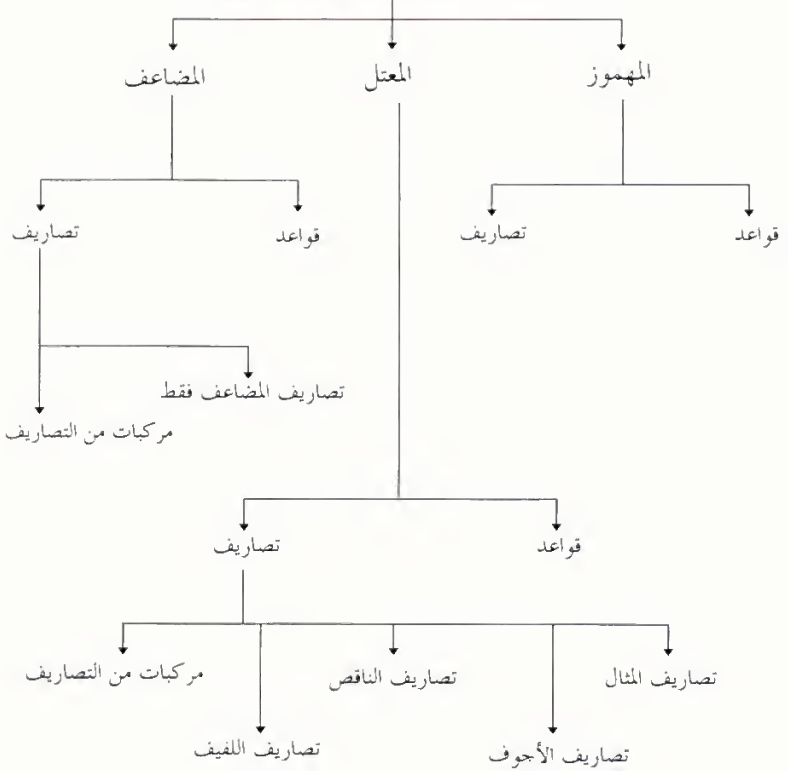 المهموز
المعتل
المضاعف
قواعد
تصاريف
قواعد
تصاريف
تصاريف المضاعف فقط
مركبات من التصاريف
قواعد
تصاريف
تصاريف المثال
تصاريف الناقص
مركبات من التصاريف
تصاريف الأجوف
تصاريف اللفيف